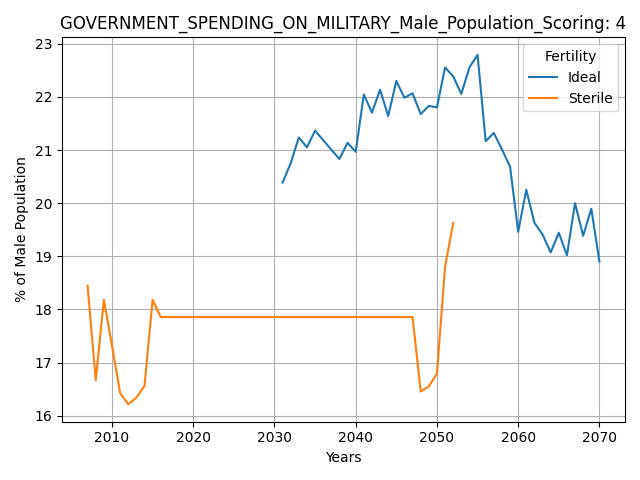 GOVERNMENT_SPENDING_ON_MILITARY_Male_Population_Scoring: 4
23
22
21
20
19
18
17
16
% of Male Population
Fertility
Ideal
Sterile
2010 2020 2030 2040 2050 2060 2070
Years